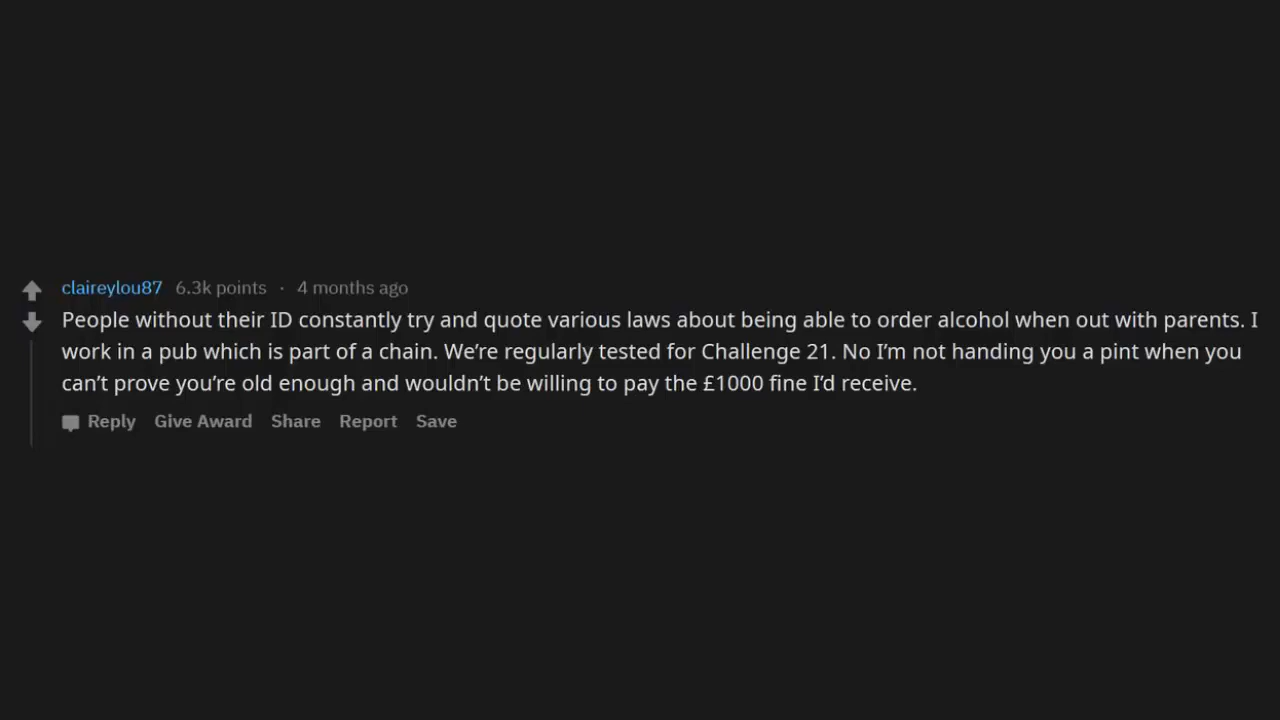 claireylou87 6.3k points · 4 months ago
People without their ID constantly try and quote various laws about being able to order alcohol when out with parents. I
work in a pub which is part of a chain. We’re regularly tested for Challenge 21. No I’m not handing you a pint when you
can’t prove you’re old enough and wouldn’t be willing to pay the £1000 fine I’d receive.
Reply Give Award Share Report Save